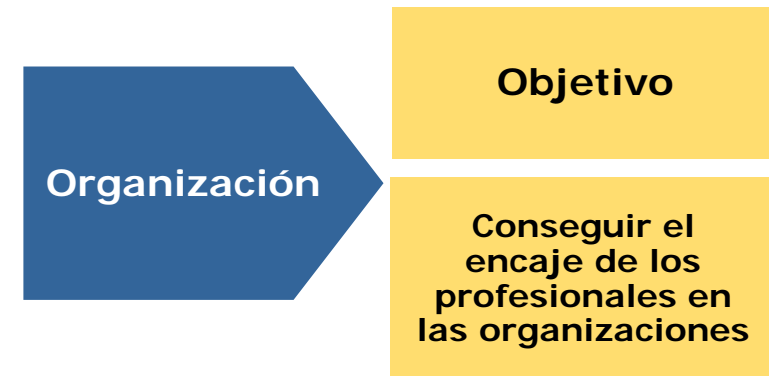 Organización
Objetivo
Conseguir el
encaje de los
profesionales en
las organizaciones